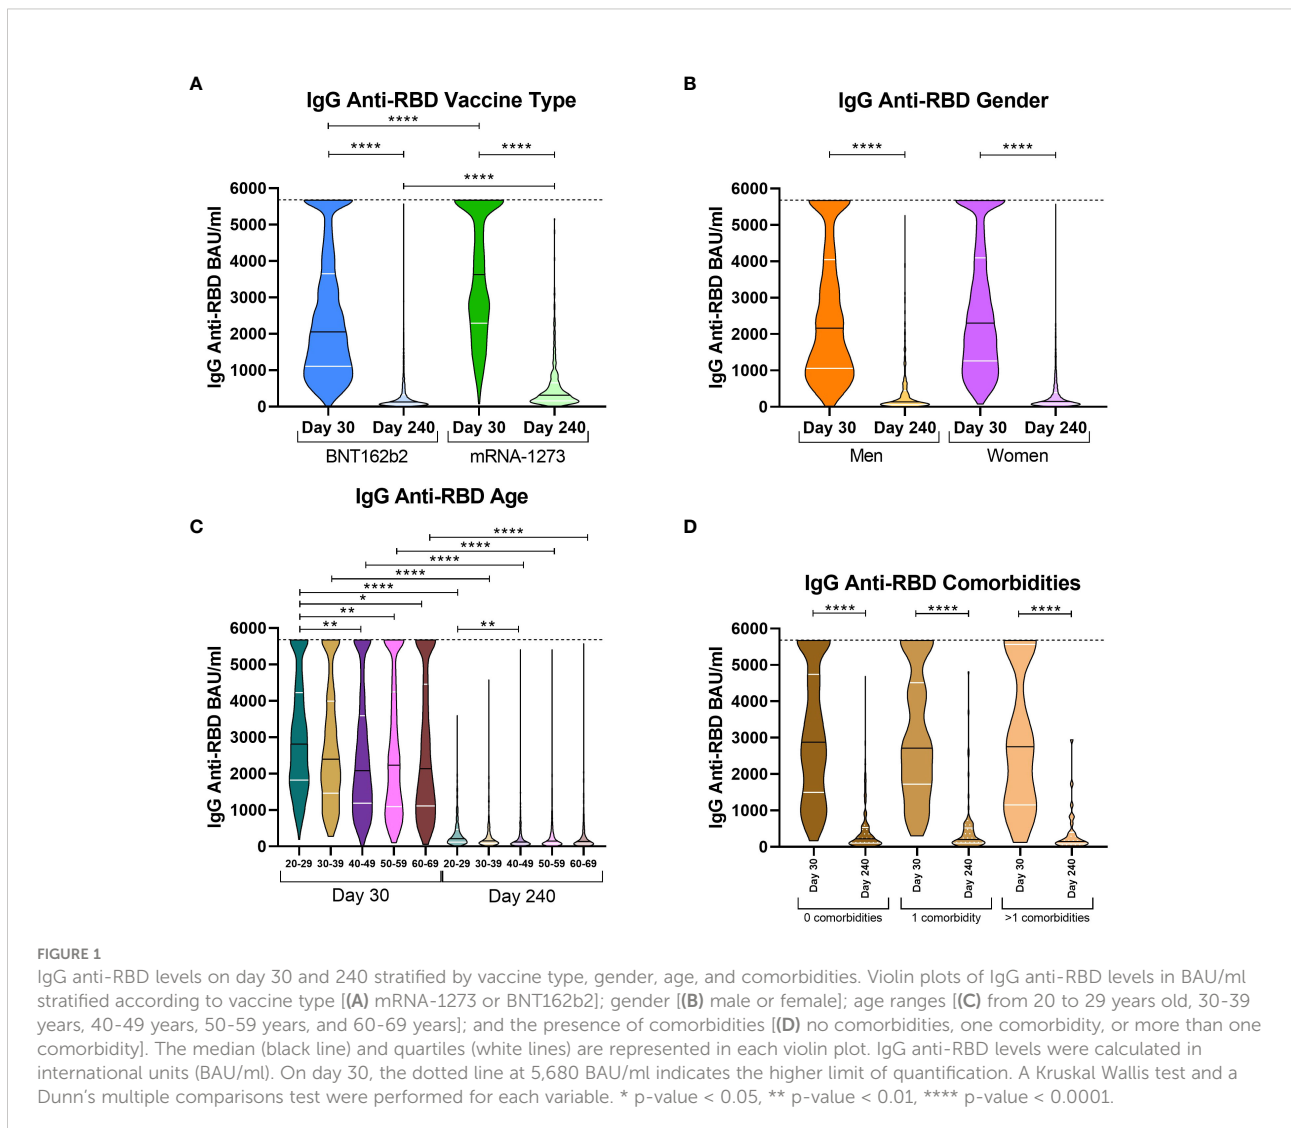 A
IgG Anti-RBD Vaccine Type
****
**** ****
****
IgG Anti-RBD BAU/ml
6000
5000
4000
3000
2000
1000
0
Day 30 Day 240 Day 30 Day 240
BNT162b2 mRNA-1273
B
IgG Anti-RBD Gender
**** ****
IgG Anti-RBD BAU/ml
6000
5000
4000
3000
2000
1000
0
Day 30 Day 240 Day 30 Day 240
Men Women
IgG Anti-RBD Age
C
****
****
****
****
****
*
**
** **
IgG Anti-RBD BAU/ml
6000
5000
4000
3000
2000
1000
0
20-29 30-39 40-49 50-59 60-69 20-29 30-39 40-49 50-59 60-69
Day 30 Day 240
D
IgG Anti-RBD Comorbidities
**** **** ****
IgG Anti-RBD BAU/ml
6000
5000
4000
3000
2000
1000
0
Day 30 Day 240 Day 30 Day 240 Day 30 Day 240
0 comorbidities 1 comorbidity >1 comorbidities
FIGURE 1
IgG anti-RBD levels on day 30 and 240 stratified by vaccine type, gender, age, and comorbidities. Violin plots of IgG anti-RBD levels in BAU/ml
stratified according to vaccine type [(A) mRNA-1273 or BNT162b2]; gender [(B) male or female]; age ranges [(C) from 20 to 29 years old, 30-39
years, 40-49 years, 50-59 years, and 60-69 years]; and the presence of comorbidities [(D) no comorbidities, one comorbidity, or more than one
comorbidity]. The median (black line) and quartiles (white lines) are represented in each violin plot. IgG anti-RBD levels were calculated in
international units (BAU/ml). On day 30, the dotted line at 5,680 BAU/ml indicates the higher limit of quantification. A Kruskal Wallis test and a
Dunn's multiple comparisons test were performed for each variable. * p-value < 0.05, ** p-value < 0.01, **** p-value < 0.0001.